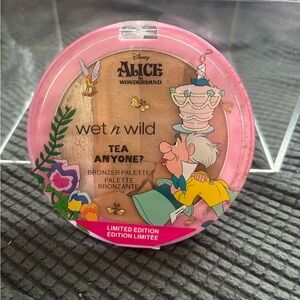 Disney
ALICE
IN
WONDERLAND
wet n wild
TEA
ANYONE?
BRONZER PALETTE
PALETTE
BRONZANTE
LIMITED EDITION
ÉDITION LIMITÉE